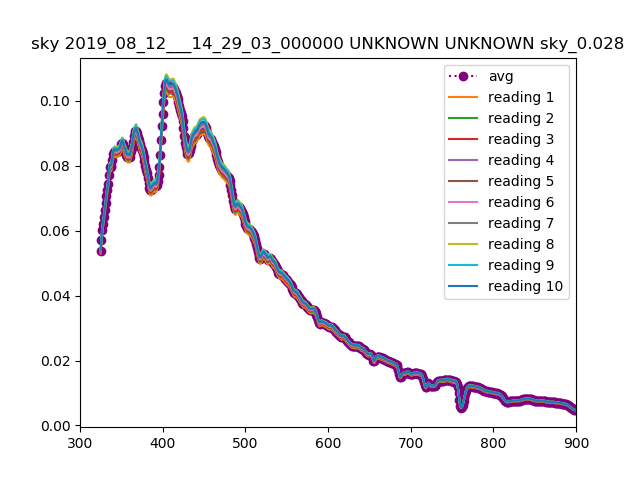 sky 2019_08_12___14_29_03_000000 UNKNOWN UNKNOWN sky_0.028
0.10
0.08
0.06
0.04
0.02
0.00
300 400 500 600 700 800 900
avg
reading 1
reading 2
reading 3
reading 4
reading 5
reading 6
reading 7
reading 8
reading 9
reading 10